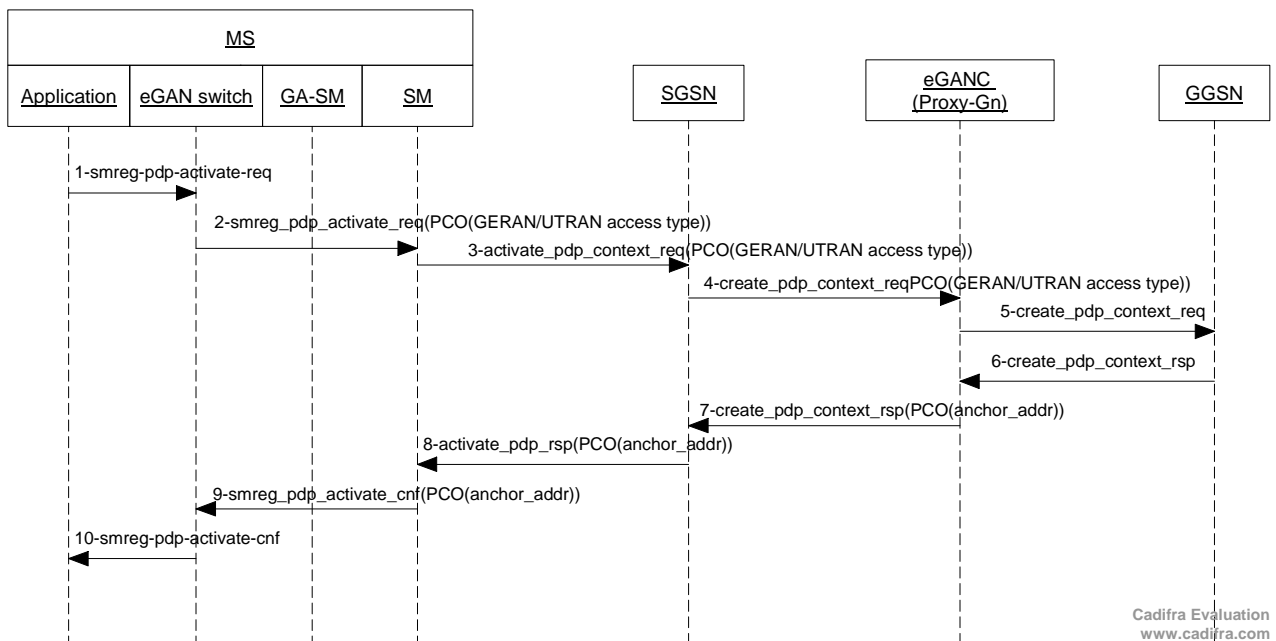 MS
Application
eGAN switch
GA-SM
SM
SGSN
eGANC
(Proxy-Gn)
GGSN
1-smreg-pdp-activate-req
2-smreg_pdp_activate_req(PCO(GERAN/UTRAN access type))
3-activate_pdp_context_req(PCO(GERAN/UTRAN access type))
4-create_pdp_context_reqPCO(GERAN/UTRAN access type))
5-create_pdp_context_req
6-create_pdp_context_rsp
7-create_pdp_context_rsp(PCO(anchor_addr))
8-activate_pdp_rsp(PCO(anchor_addr))
9-smreg_pdp_activate_cnf(PCO(anchor_addr))
10-smreg-pdp-activate-cnf
Cadifra Evaluation
www.cadifra.com